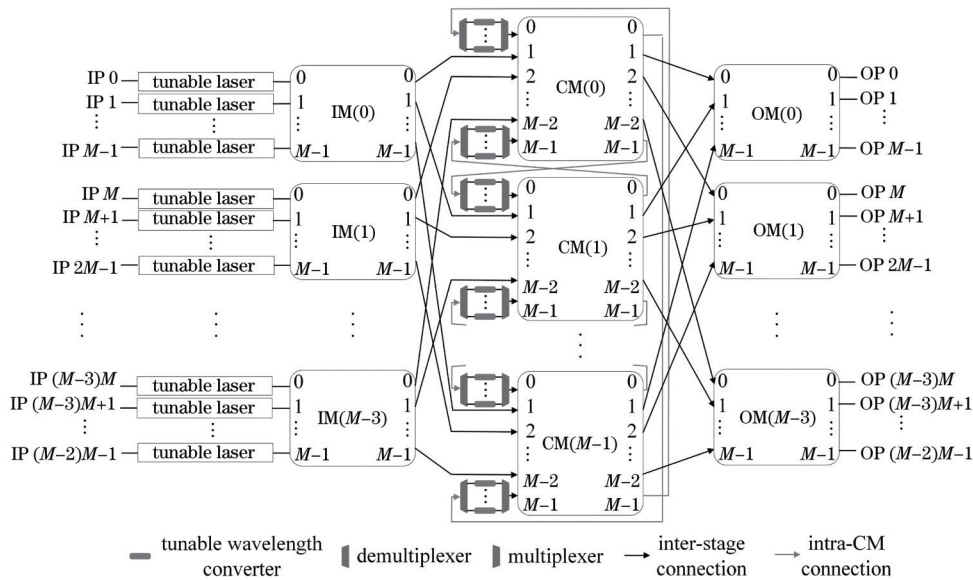 IP 0
IP 1
IP M−1
tunable laser
tunable laser
tunable laser
0
1
M−1
IM(0)
0
1
M−1
IP M
IP M+1
IP 2M−1
tunable laser
tunable laser
tunable laser
0
1
M−1
IM(1)
0
1
M−1
IP (M−3)M
IP (M−3)M+1
IP (M−2)M−1
tunable laser
tunable laser
tunable laser
0
1
M−1
IM(M−3)
0
1
M−1
0
1
2
M−2
M−1
CM(0)
0
1
2
M−2
M−1
0
1
2
M−2
M−1
CM(1)
0
1
2
M−2
M−1
0
1
2
M−2
M−1
CM(M−1)
0
1
2
M−2
M−1
0
1
M−1
OM(0)
0
1
M−1
OP 0
OP 1
OP M−1
0
1
M−1
OM(1)
0
1
M−1
OP M
OP M+1
OP 2M−1
0
1
M−1
OM(M−3)
0
1
M−1
OP (M−3)M
OP (M−3)M+1
OP (M−2)M−1
tunable wavelength
converter
demultiplexer
multiplexer
inter-stage
connection
intra-CM
connection